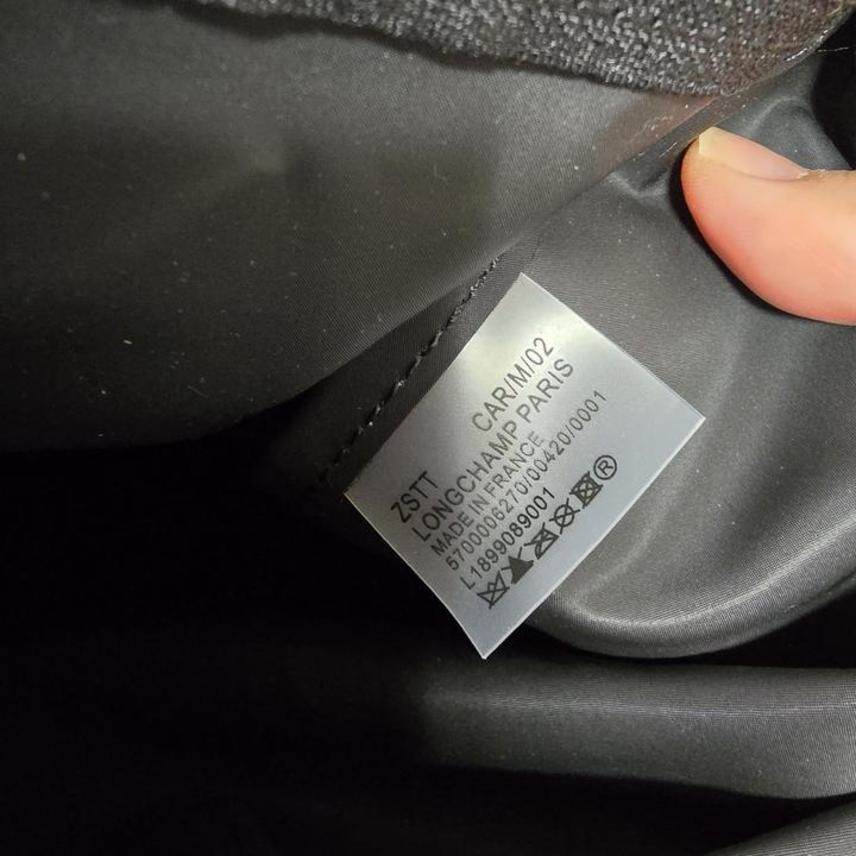 ZSTT CAR/M/02
LONGCHAMP PARIS
MADE IN FRANCE
5700006270/00420/0001
L1899089001
®